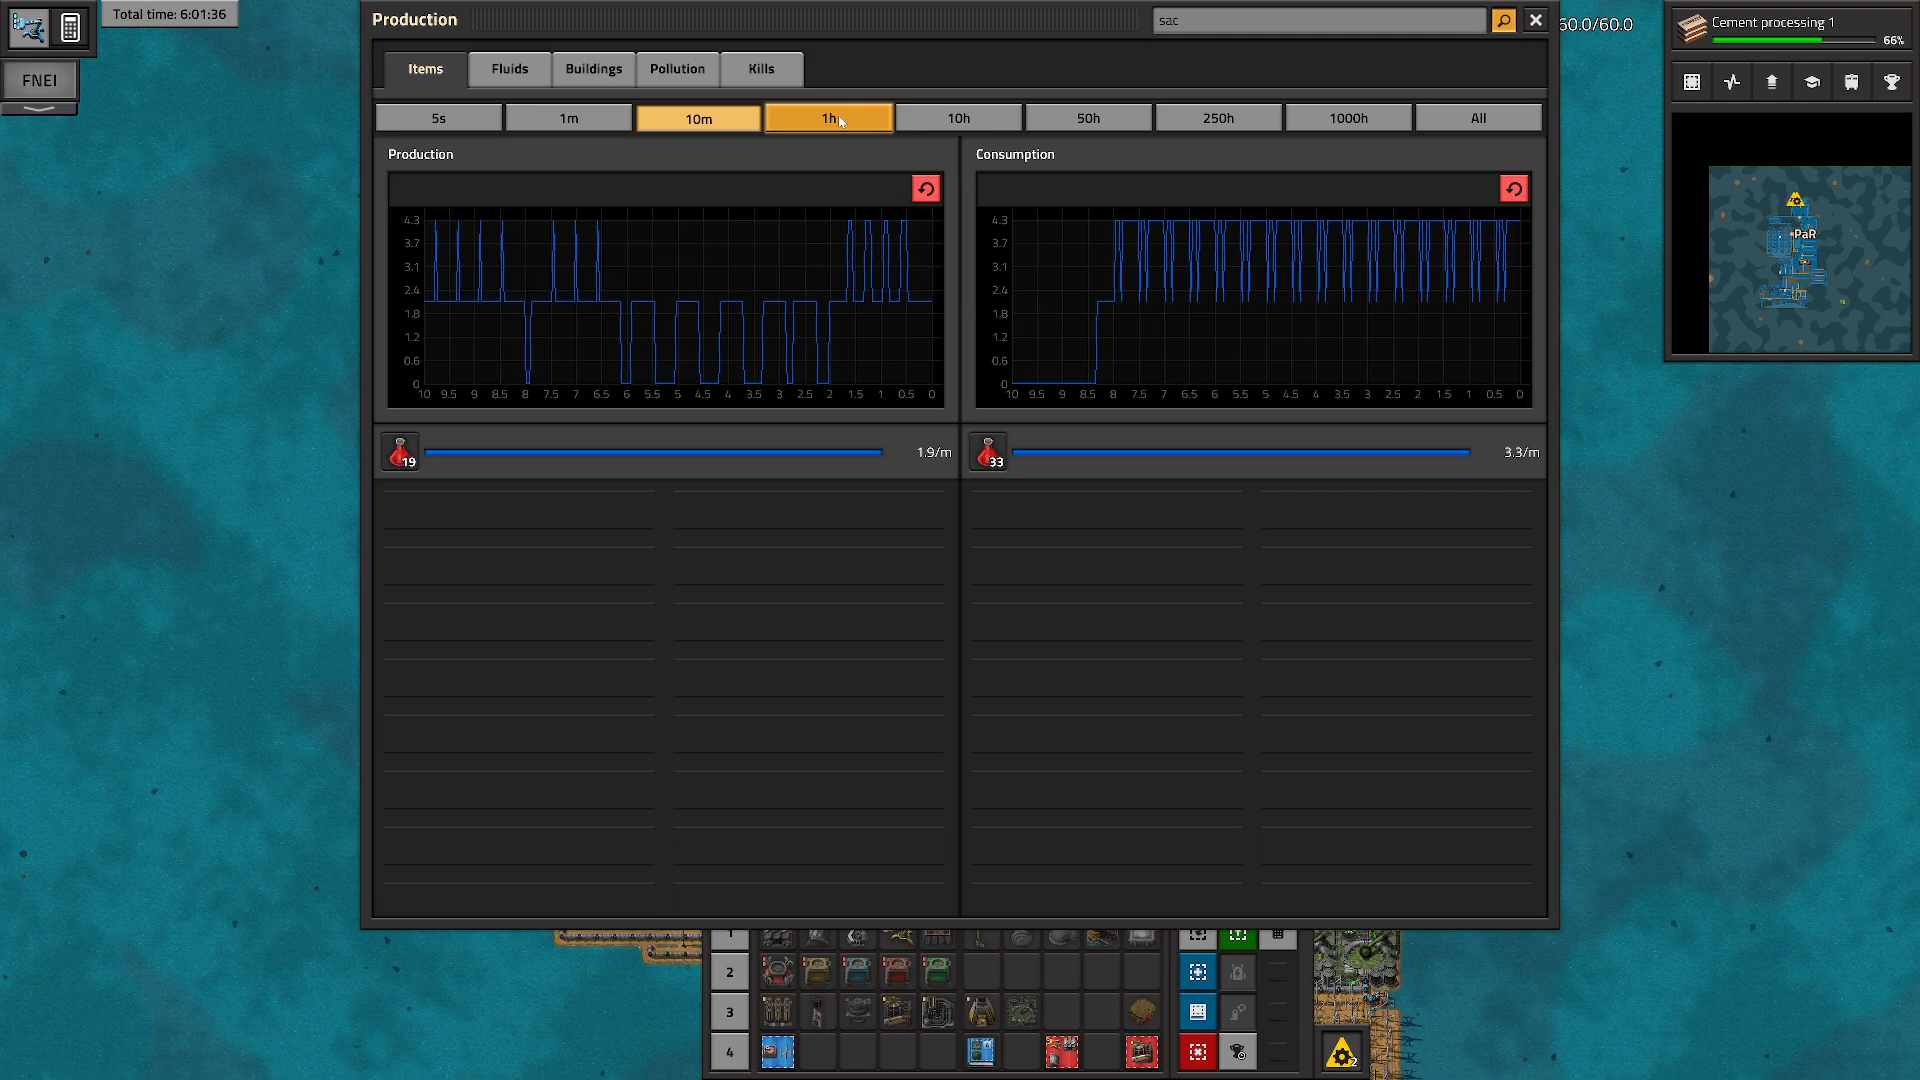 Total time: 6:01:36
FNEI
Production
sac
60.0/60.0
Cement processing 1
66%
Items
Fluids
Buildings
Pollution
Kills
5s
1m
10m
1h
10h
50h
250h
1000h
All
Production
4.3
3.7
3.1
2.4
1.8
1.2
0.6
0
10 9.5 9 8.5 8 7.5 7 6.5 6 5.5 5 4.5 4 3.5 3 2.5 2 1.5 1 0.5 0
Consumption
4.3
3.7
3.1
2.4
1.8
1.2
0.6
0
10 9.5 9 8.5 8 7.5 7 6.5 6 5.5 5 4.5 4 3.5 3 2.5 2 1.5 1 0.5 0
19
1.9/m
33
3.3/m
PaR
1
2
3
4
2